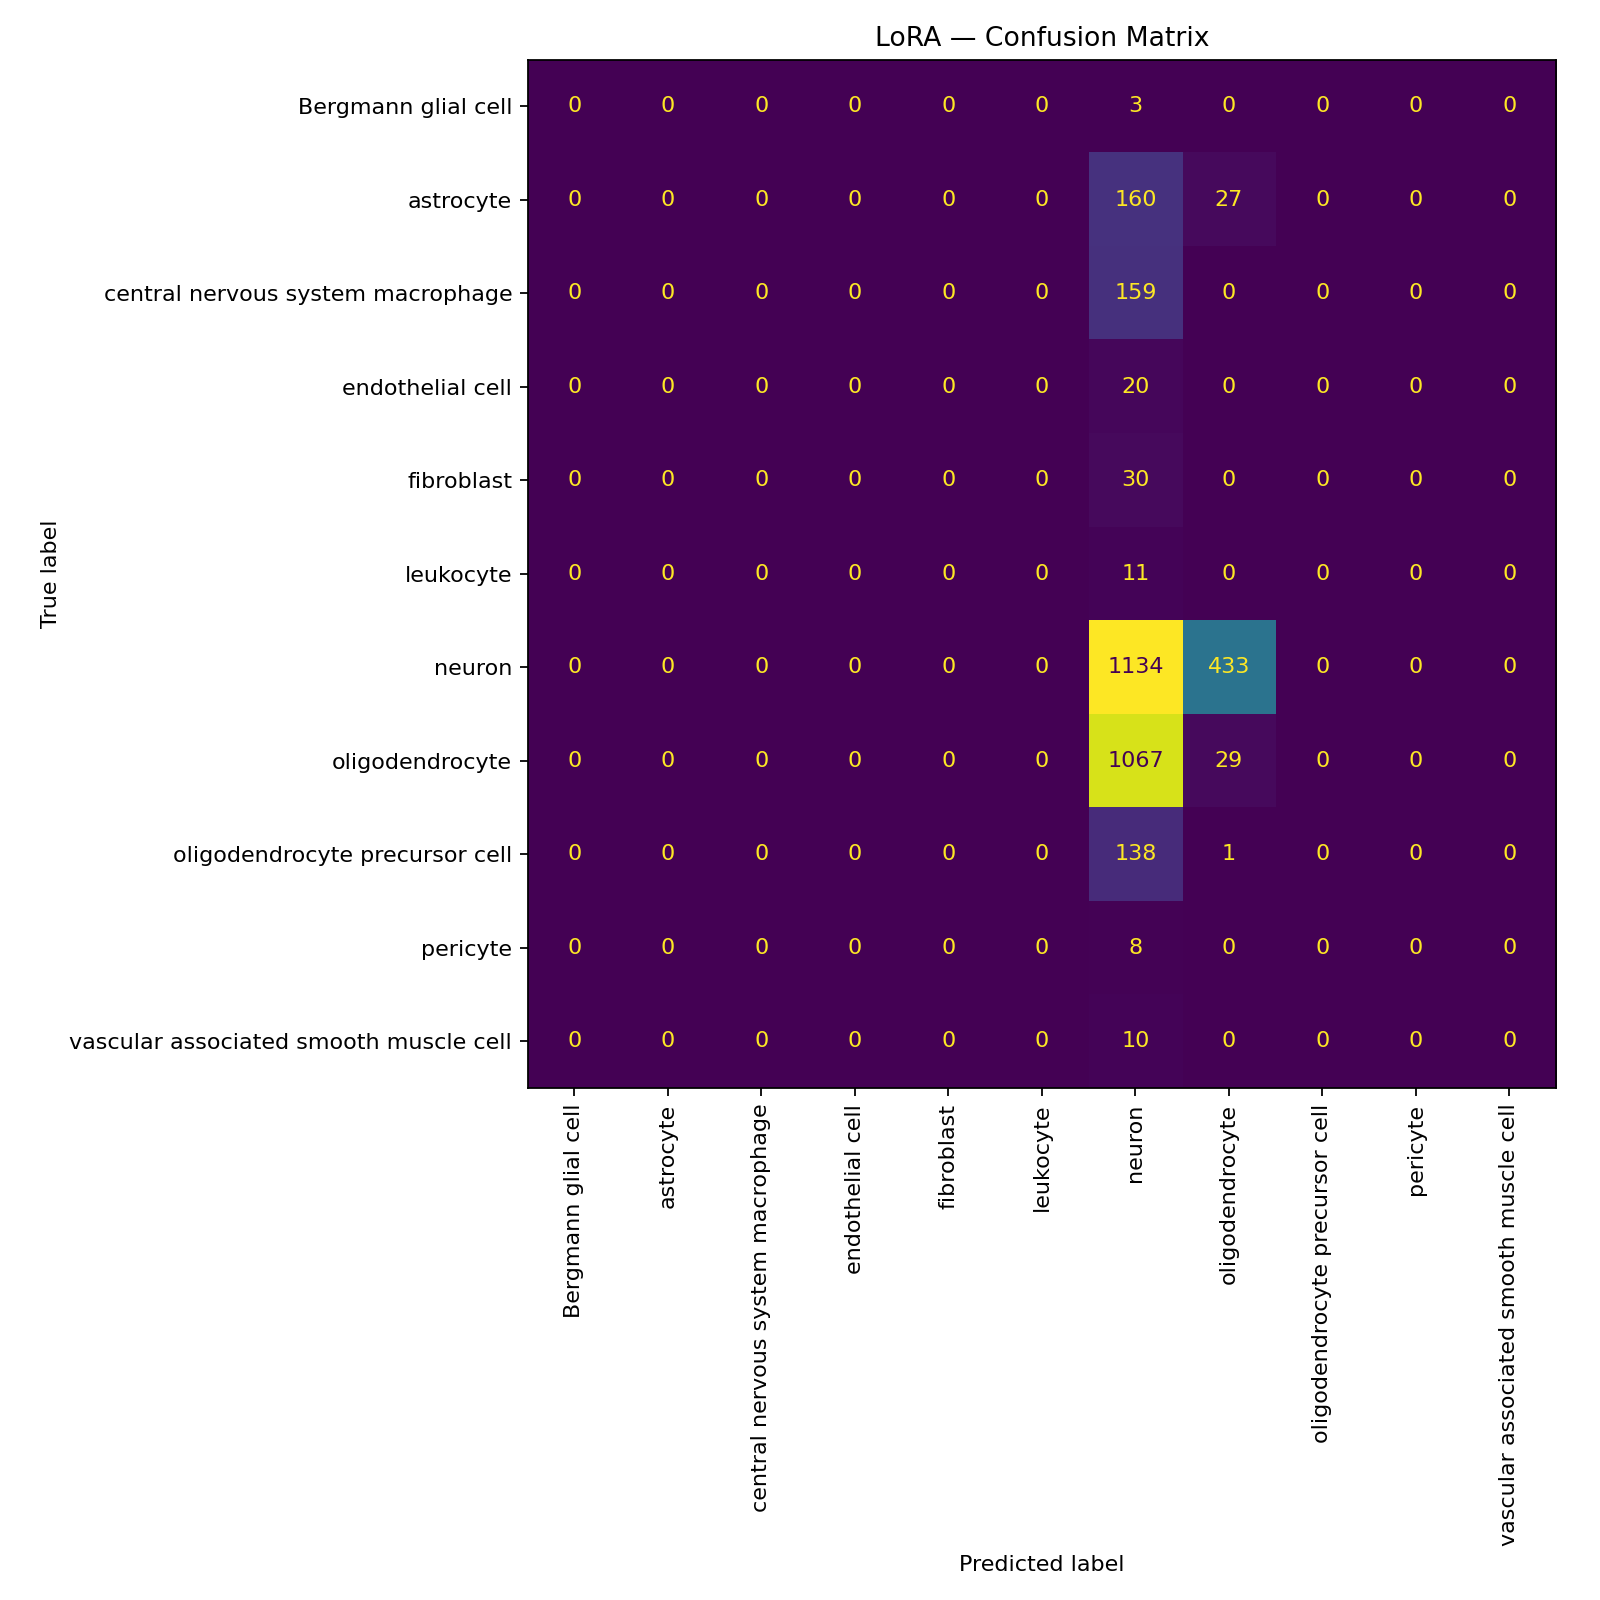 LoRA — Confusion Matrix
Bergmann glial cell 0 0 0 0 0 0 3 0 0 0 0
astrocyte 0 0 0 0 0 0 160 27 0 0 0
central nervous system macrophage 0 0 0 0 0 0 159 0 0 0 0
endothelial cell 0 0 0 0 0 0 20 0 0 0 0
fibroblast 0 0 0 0 0 0 30 0 0 0 0
leukocyte 0 0 0 0 0 0 11 0 0 0 0
True label
neuron 0 0 0 0 0 0 1134 433 0 0 0
oligodendrocyte 0 0 0 0 0 0 1067 29 0 0 0
oligodendrocyte precursor cell 0 0 0 0 0 0 138 1 0 0 0
pericyte 0 0 0 0 0 0 8 0 0 0 0
vascular associated smooth muscle cell 0 0 0 0 0 0 10 0 0 0 0
Bergmann glial cell
astrocyte
central nervous system macrophage
endothelial cell
fibroblast
leukocyte
neuron
oligodendrocyte
oligodendrocyte precursor cell
pericyte
vascular associated smooth muscle cell
Predicted label